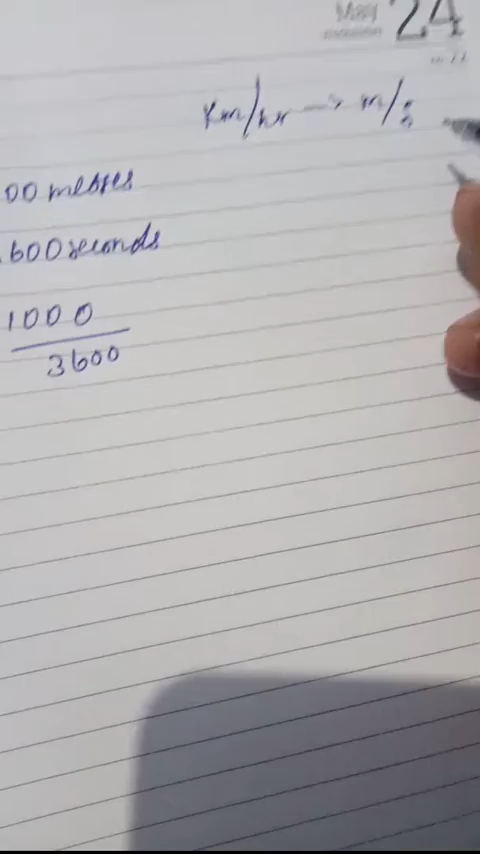 May 24
Km/hr → m/s
00 metres
600 seconds
1000
3600